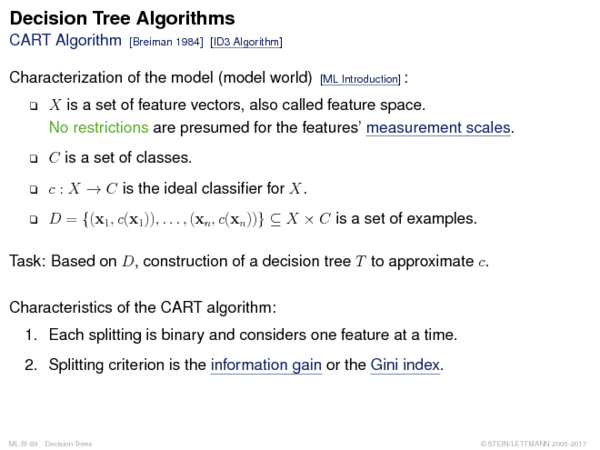 Decision Tree Algorithms
CART Algorithm [Breiman 1984] [ID3 Algorithm]
Characterization of the model (model world) [ML Introduction] :
❑ X is a set of feature vectors, also called feature space.
No restrictions are presumed for the features' measurement scales.
❑ C is a set of classes.
❑ c : X → C is the ideal classifier for X.
❑ D = {(x₁, c(x₁)), . . . , (xₙ, c(xₙ))} ⊆ X × C is a set of examples.
Task: Based on D, construction of a decision tree T to approximate c.
Characteristics of the CART algorithm:
1. Each splitting is binary and considers one feature at a time.
2. Splitting criterion is the information gain or the Gini index.
Decision Trees
© STEIN/LETTMANN 2005-2017